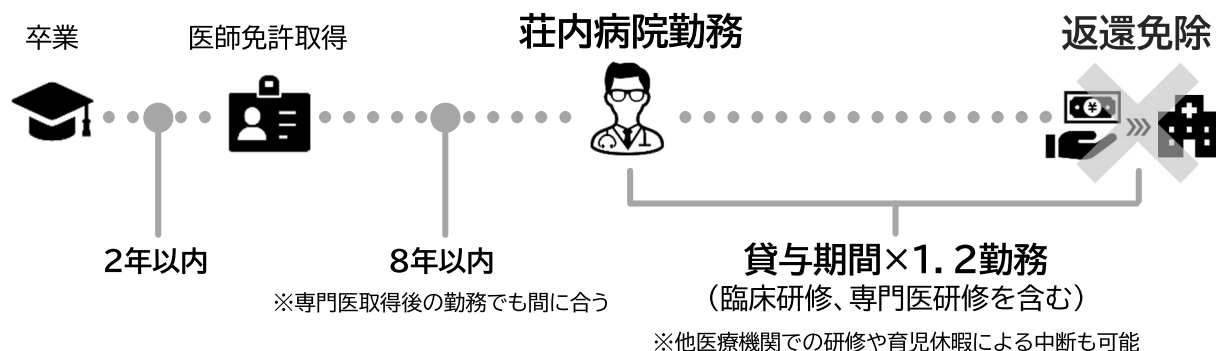 卒業
医師免許取得
荘内病院勤務
返還免除
2年以内
8年以内
※専門医取得後の勤務でも間に合う
貸与期間×1.2勤務
（臨床研修、専門医研修を含む）
※他医療機関での研修や育児休暇による中断も可能